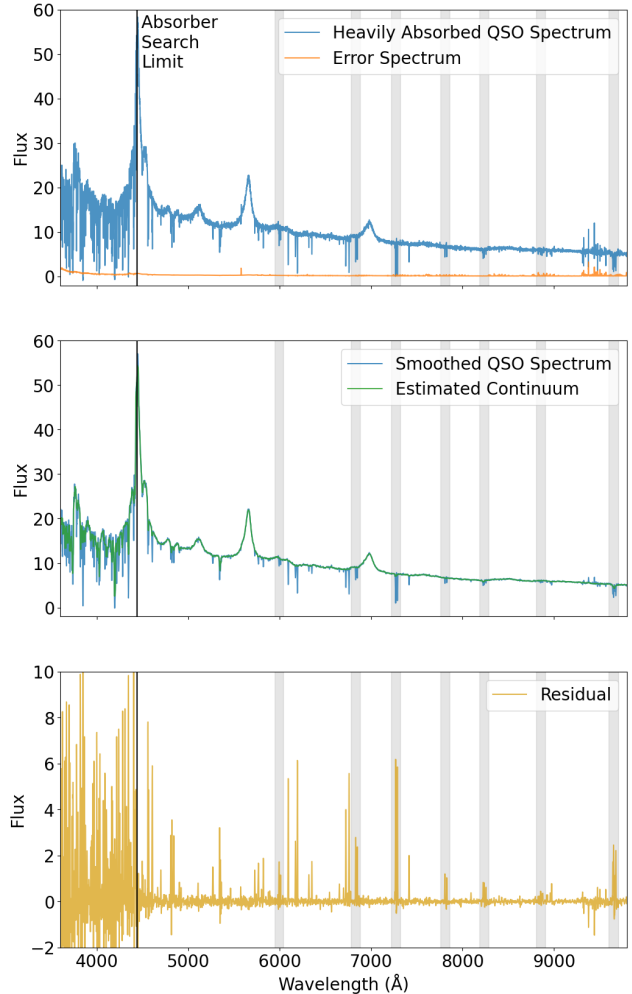 60
50
40
30
20
10
0
Flux
Absorber
Search
Limit
Heavily Absorbed QSO Spectrum
Error Spectrum
60
50
40
30
20
10
0
Flux
Smoothed QSO Spectrum
Estimated Continuum
10
8
6
4
2
0
−2
Flux
Residual
4000 5000 6000 7000 8000 9000
Wavelength (Å)